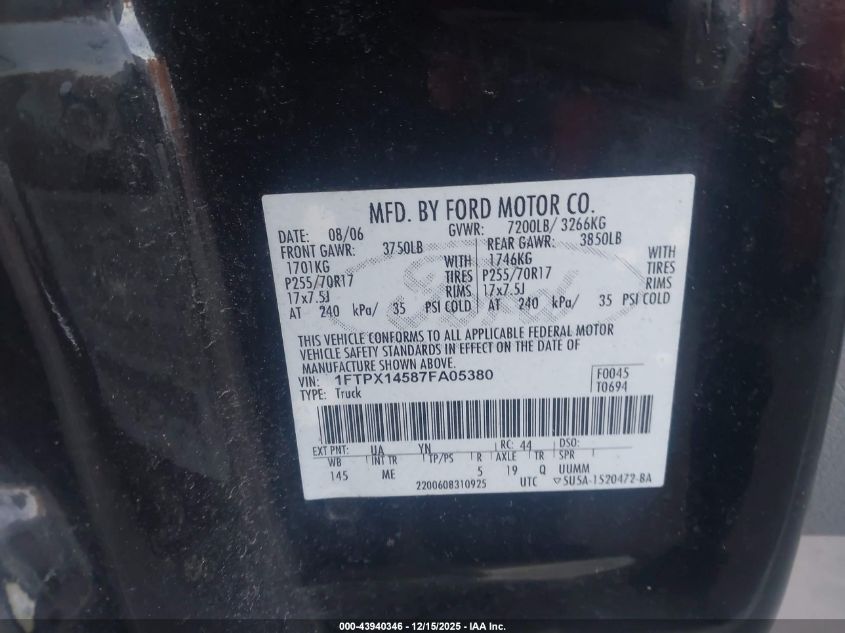 MFD. BY FORD MOTOR CO.
DATE: 08/06 GVWR: 7200LB/ 3266KG
FRONT GAWR: 3750LB REAR GAWR: 3850LB
1701KG WITH 1746KG WITH
P255/70R17 TIRES P255/70R17 TIRES
17x7.5J RIMS 17x7.5J RIMS
AT 240 kPa/ 35 PSI COLD AT 240 kPa/ 35 PSI COLD
Ford
THIS VEHICLE CONFORMS TO ALL APPLICABLE FEDERAL MOTOR
VEHICLE SAFETY STANDARDS IN EFFECT ON THE DATE OF
MANUFACTURE SHOWN ABOVE.
VIN: 1FTPX14587FA05380 F0045
TYPE: Truck T0694
EXT PNT: UA YN RC: 44 DSO:
WB INT TR TP/PS R AXLE TR SPR
145 ME 5 19 Q UUMM
2200608310925 UTC ▽SU5A-1520472-BA
000-43940346 - 12/15/2025 - IAA Inc.